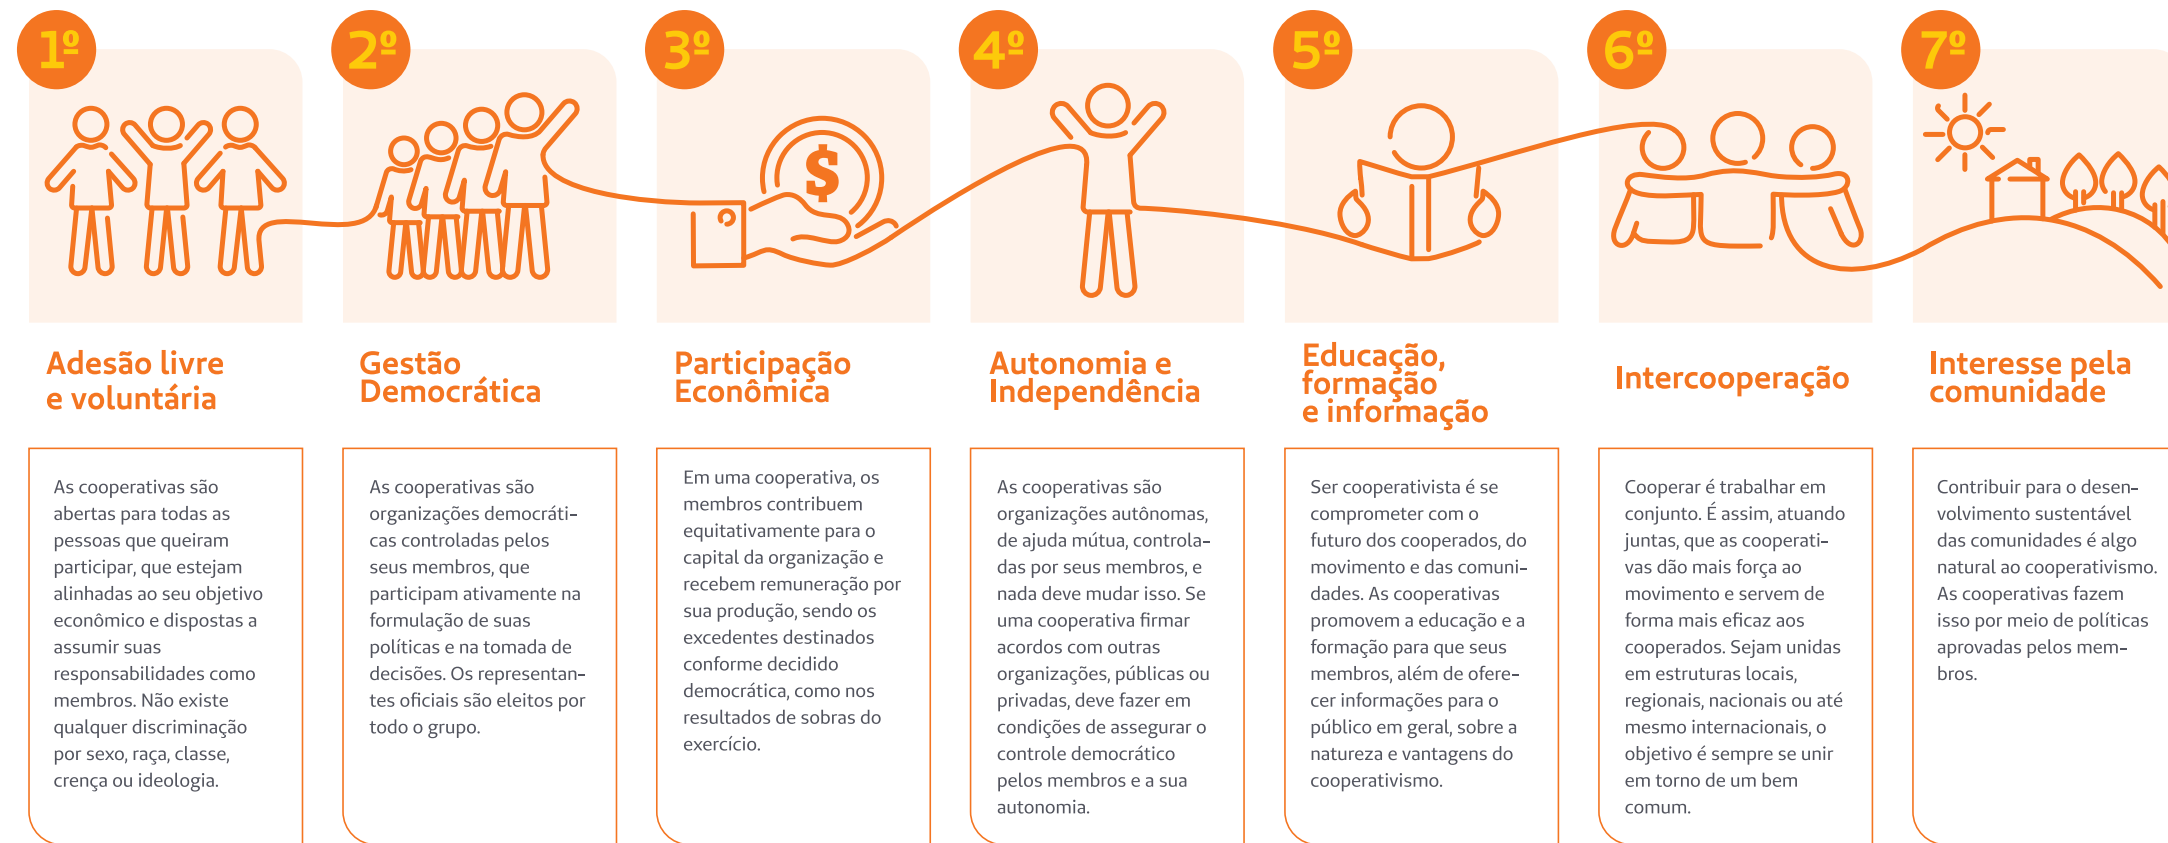 1º
Adesão livre
e voluntária
As cooperativas são
abertas para todas as
pessoas que queiram
participar, que estejam
alinhadas ao seu objetivo
econômico e dispostas a
assumir suas
responsabilidades como
membros. Não existe
qualquer discriminação
por sexo, raça, classe,
crença ou ideologia.
2º
Gestão
Democrática
As cooperativas são
organizações democráti-
cas controladas pelos
seus membros, que
participam ativamente na
formulação de suas
políticas e na tomada de
decisões. Os representan-
tes oficiais são eleitos por
todo o grupo.
3º
$
Participação
Econômica
Em uma cooperativa, os
membros contribuem
equitativamente para o
capital da organização e
recebem remuneração por
sua produção, sendo os
excedentes destinados
conforme decidido
democrática, como nos
resultados de sobras do
exercício.
4º
Autonomia e
Independência
As cooperativas são
organizações autônomas,
de ajuda mútua, controla-
das por seus membros, e
nada deve mudar isso. Se
uma cooperativa firmar
acordos com outras
organizações, públicas ou
privadas, deve fazer em
condições de assegurar o
controle democrático
pelos membros e a sua
autonomia.
5º
Educação,
formação
e informação
Ser cooperativista é se
comprometer com o
futuro dos cooperados, do
movimento e das comuni-
dades. As cooperativas
promovem a educação e a
formação para que seus
membros, além de ofere-
cer informações para o
público em geral, sobre a
natureza e vantagens do
cooperativismo.
6º
Intercooperação
Cooperar é trabalhar em
conjunto. É assim, atuando
juntas, que as cooperati-
vas dão mais força ao
movimento e servem de
forma mais eficaz aos
cooperados. Sejam unidas
em estruturas locais,
regionais, nacionais ou até
mesmo internacionais, o
objetivo é sempre se unir
em torno de um bem
comum.
7º
Interesse pela
comunidade
Contribuir para o desen-
volvimento sustentável
das comunidades é algo
natural ao cooperativismo.
As cooperativas fazem
isso por meio de políticas
aprovadas pelos mem-
bros.